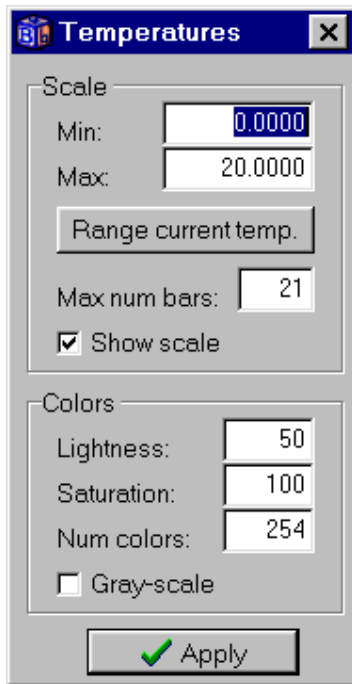 Temperatures
Scale
Min: 0.0000
Max: 20.0000
Range current temp.
Max num bars: 21
Show scale
Colors
Lightness: 50
Saturation: 100
Num colors: 254
Gray-scale
Apply